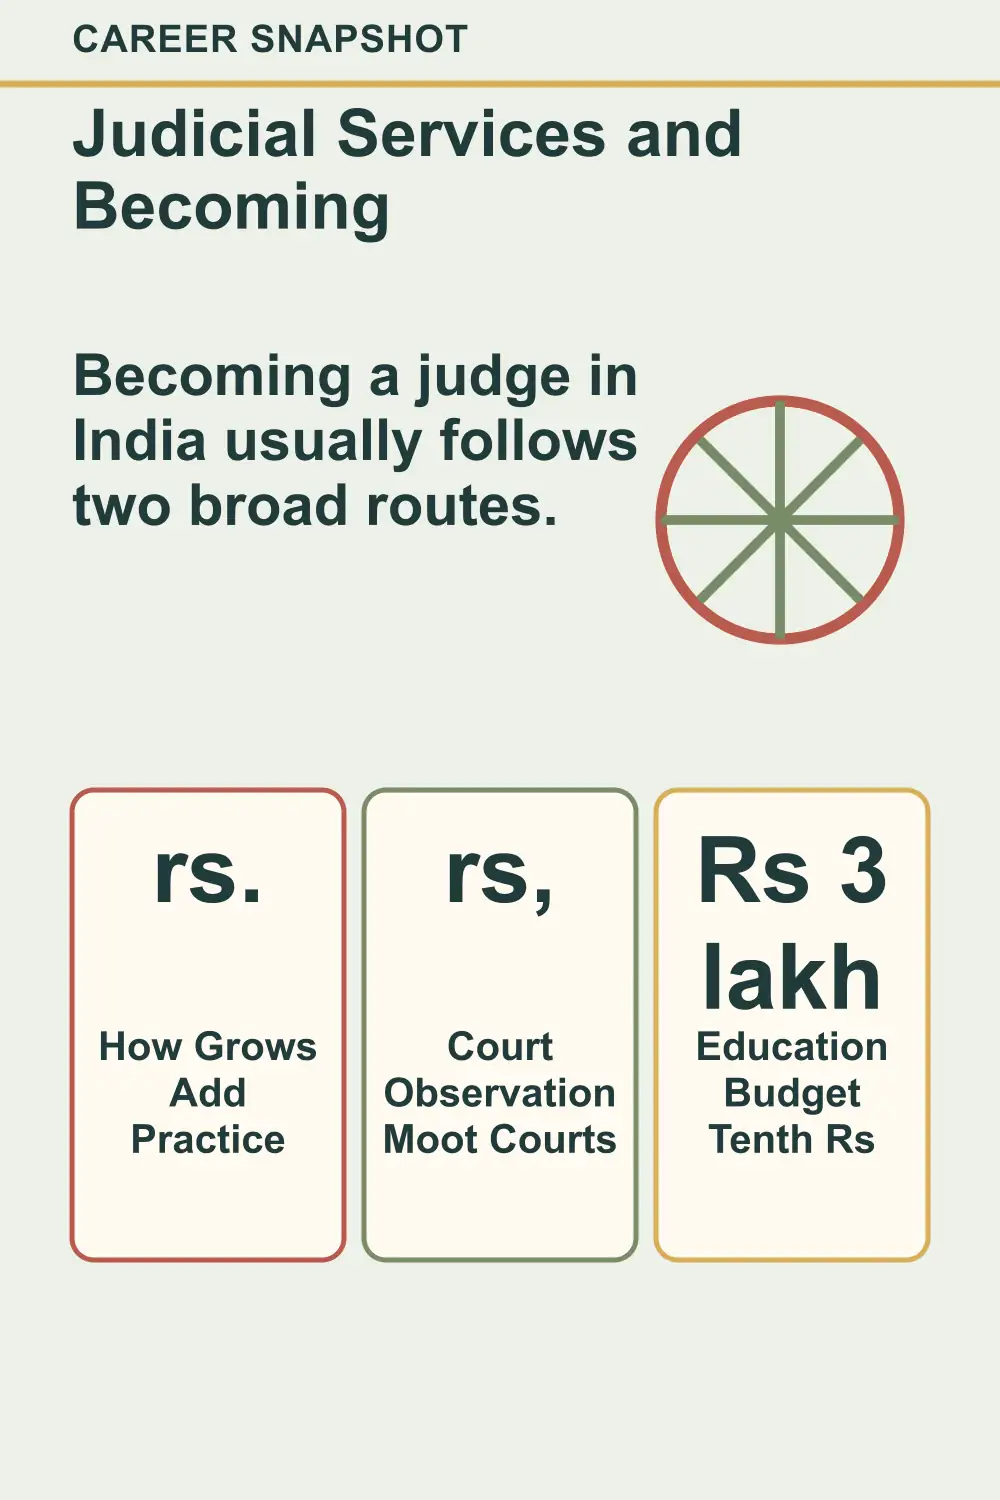 CAREER SNAPSHOT
Judicial Services and
Becoming
Becoming a judge in
India usually follows
two broad routes.
rs.
How Grows
Add
Practice
rs,
Court
Observation
Moot Courts
Rs 3
lakh
Education
Budget
Tenth Rs